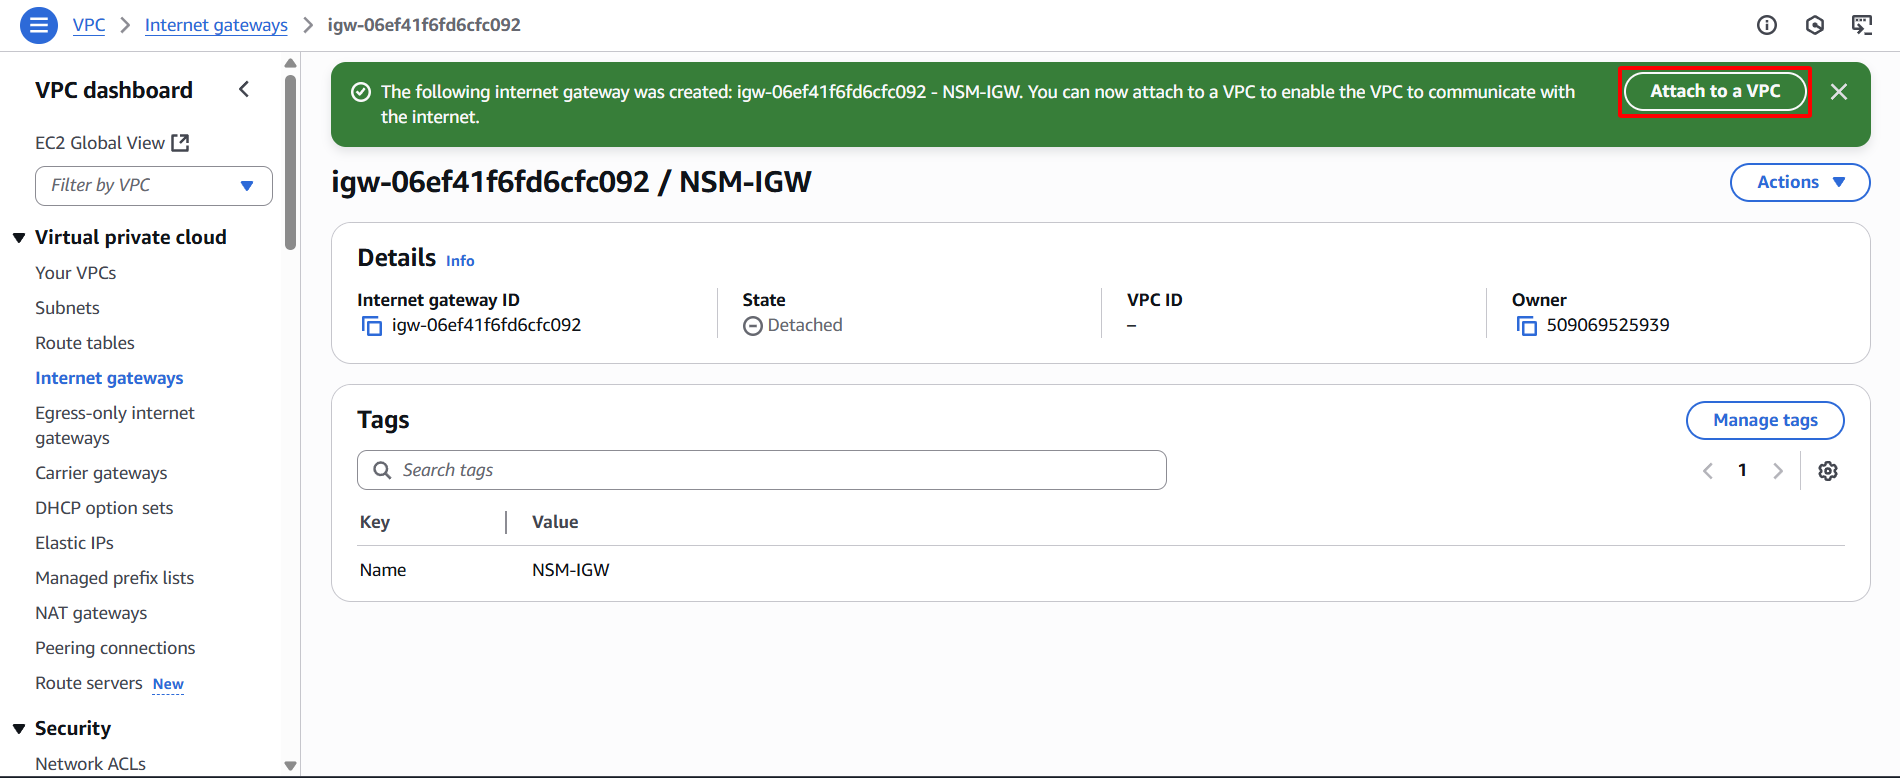 VPC > Internet gateways > igw-06ef41f6fd6cfc092
VPC dashboard
EC2 Global View
Filter by VPC
Virtual private cloud
Your VPCs
Subnets
Route tables
Internet gateways
Egress-only internet
gateways
Carrier gateways
DHCP option sets
Elastic IPs
Managed prefix lists
NAT gateways
Peering connections
Route servers New
Security
Network ACLs
The following internet gateway was created: igw-06ef41f6fd6cfc092 - NSM-IGW. You can now attach to a VPC to enable the VPC to communicate with
the internet.
Attach to a VPC
igw-06ef41f6fd6cfc092 / NSM-IGW
Actions
Details Info
Internet gateway ID
igw-06ef41f6fd6cfc092
State
Detached
VPC ID
–
Owner
509069525939
Tags
Manage tags
Search tags
1
Key Value
Name NSM-IGW